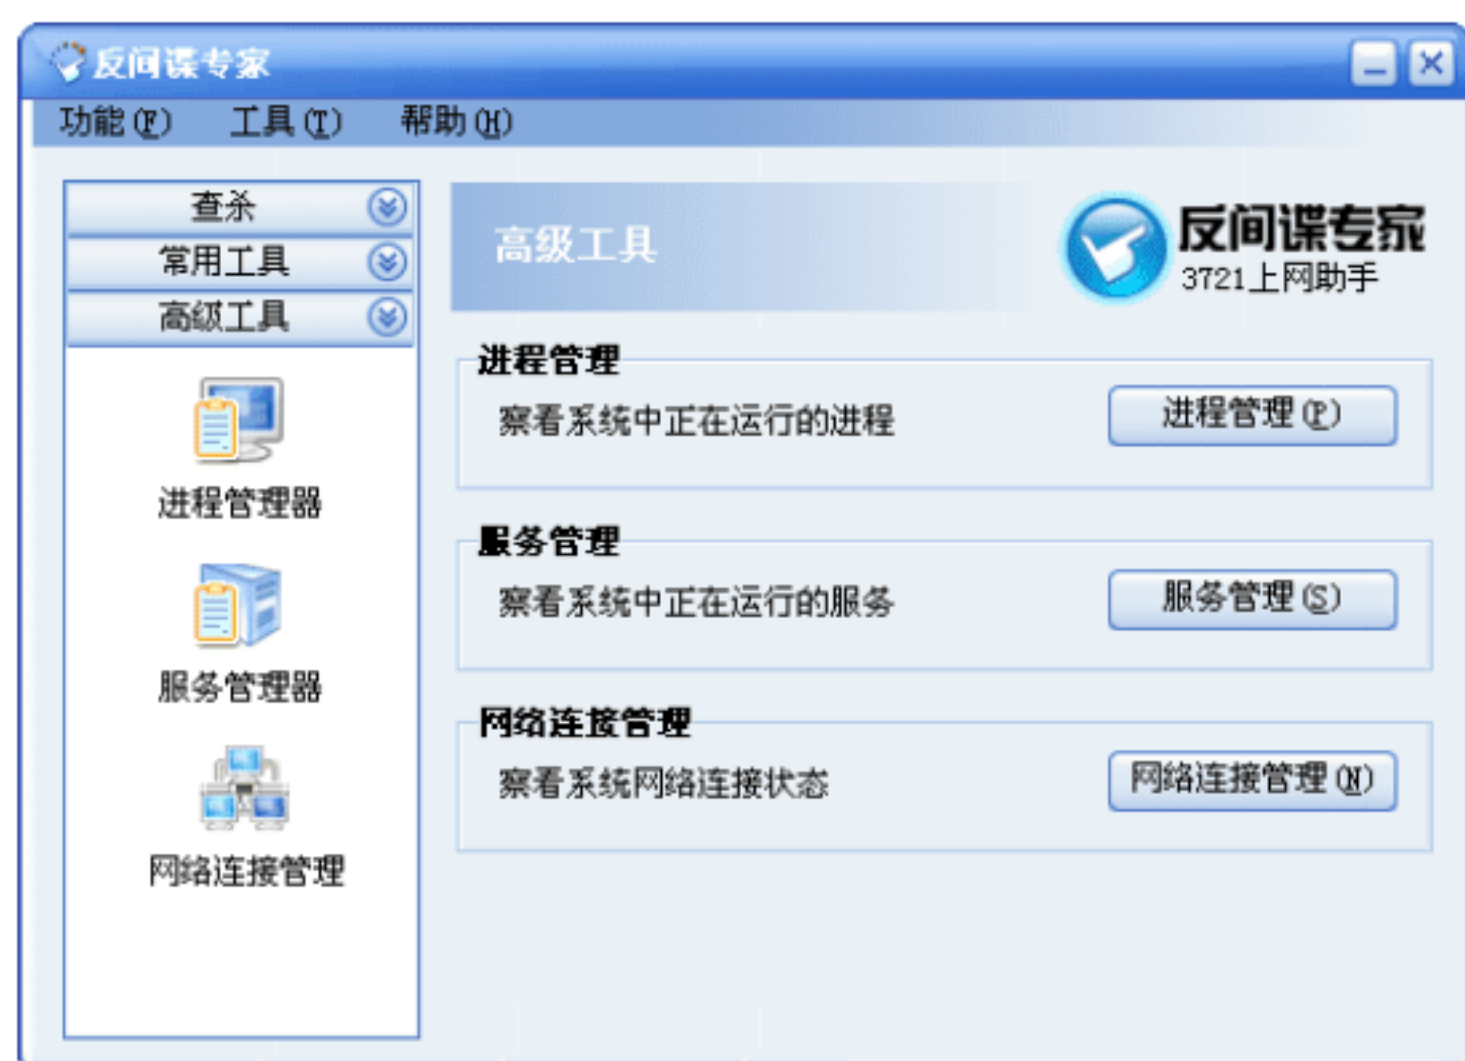 反间谍专家
功能(F) 工具(T) 帮助(H)
查杀
常用工具
高级工具
进程管理器
服务管理器
网络连接管理
高级工具
反间谍专家
3721上网助手
进程管理
察看系统中正在运行的进程
进程管理(P)
服务管理
察看系统中正在运行的服务
服务管理(S)
网络连接管理
察看系统网络连接状态
网络连接管理(N)